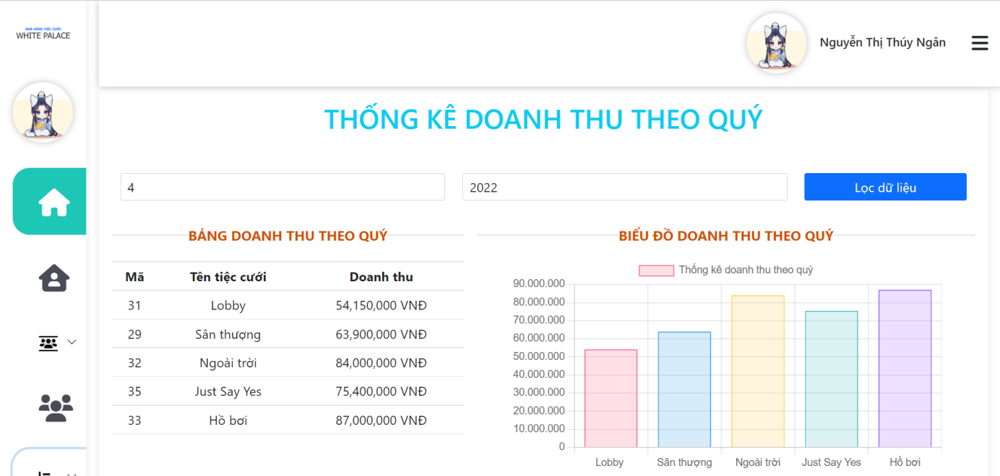 NHÀ HÀNG TIỆC CƯỚI
WHITE PALACE
Nguyễn Thị Thúy Ngân
THỐNG KÊ DOANH THU THEO QUÝ
4
2022
Lọc dữ liệu
BẢNG DOANH THU THEO QUÝ
Mã Tên tiệc cưới Doanh thu
31 Lobby 54,150,000 VNĐ
29 Sân thượng 63,900,000 VNĐ
32 Ngoài trời 84,000,000 VNĐ
35 Just Say Yes 75,400,000 VNĐ
33 Hồ bơi 87,000,000 VNĐ
BIỂU ĐỒ DOANH THU THEO QUÝ
Thống kê doanh thu theo quý
90.000.000
80.000.000
70.000.000
60.000.000
50.000.000
40.000.000
30.000.000
20.000.000
10.000.000
0
Lobby Sân thượng Ngoài trời Just Say Yes Hồ bơi